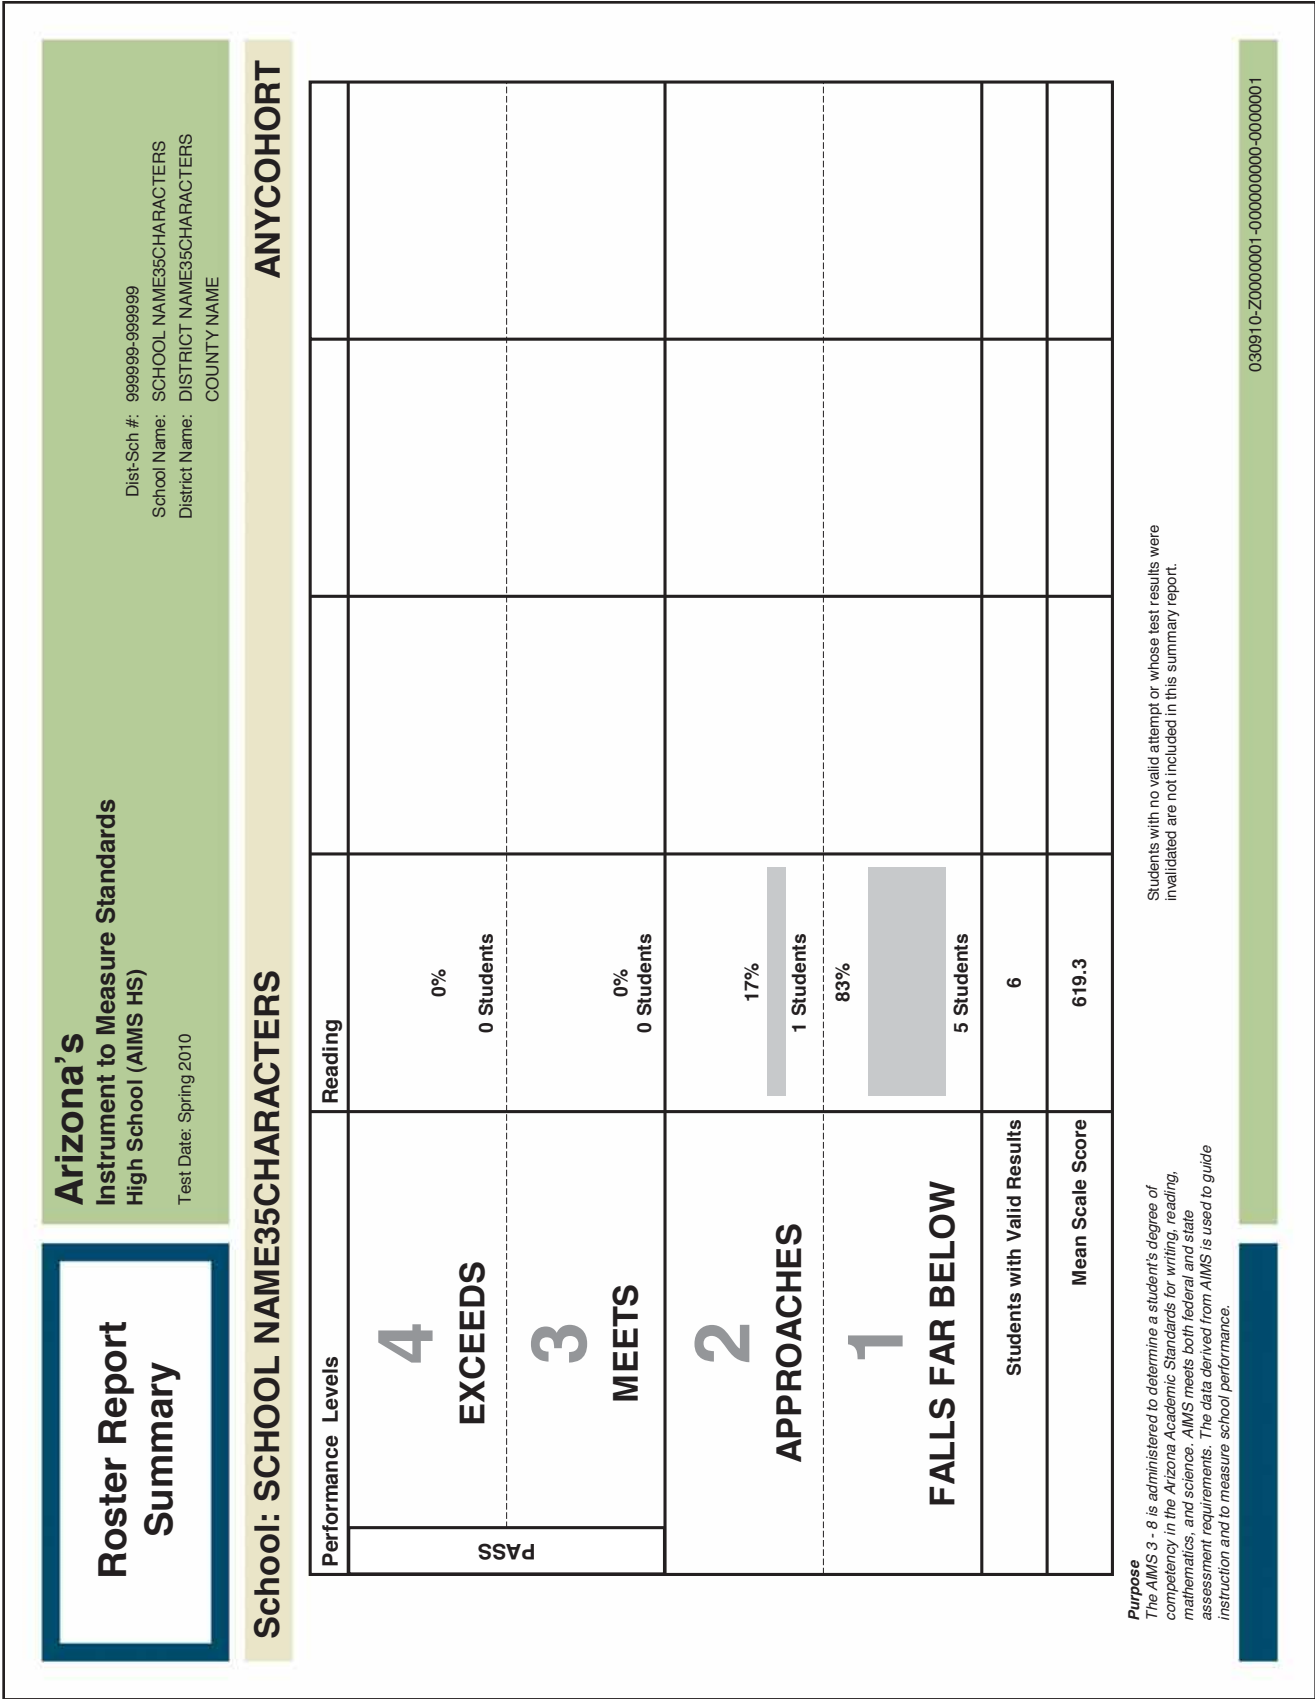 Roster Report
Summary
Arizona's
Instrument to Measure Standards
High School (AIMS HS)
Test Date: Spring 2010
Dist-Sch #: 999999-999999
School Name: SCHOOL NAME35CHARACTERS
District Name: DISTRICT NAME35CHARACTERS
COUNTY NAME
School: SCHOOL NAME35CHARACTERS ANYCOHORT
Performance Levels Reading
PASS
4
EXCEEDS
0%
0 Students
3
MEETS
0%
0 Students
2
APPROACHES
17%
1 Students
1
FALLS FAR BELOW
83%
5 Students
Students with Valid Results 6
Mean Scale Score 619.3
Purpose
The AIMS 3 - 8 is administered to determine a student's degree of
competency in the Arizona Academic Standards for writing, reading,
mathematics, and science. AIMS meets both federal and state
assessment requirements. The data derived from AIMS is used to guide
instruction and to measure school performance.
Students with no valid attempt or whose test results were
invalidated are not included in this summary report.
030910-Z0000001-000000000-0000001